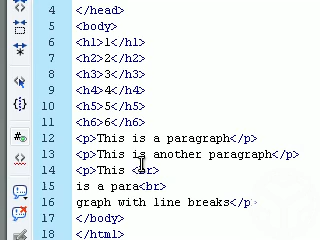 4 </head>
5 <body>
6 <h1>1</h1>
7 <h2>2</h2>
8 <h3>3</h3>
9 <h4>4</h4>
10 <h5>5</h5>
11 <h6>6</h6>
12 <p>This is a paragraph</p>
13 <p>This is another paragraph</p>
14 <p>This <br>
15 is a para<br>
16 graph with line breaks</p>
17 </body>
18 </html>